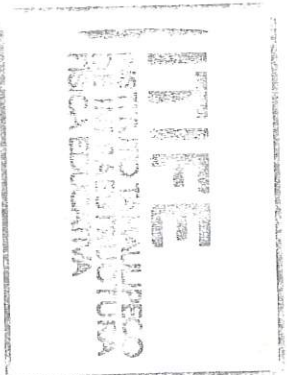 ITIFE
INSTITUTO TAMAULIPECO
DE INFRAESTRUCTURA
FISICA EDUCATIVA